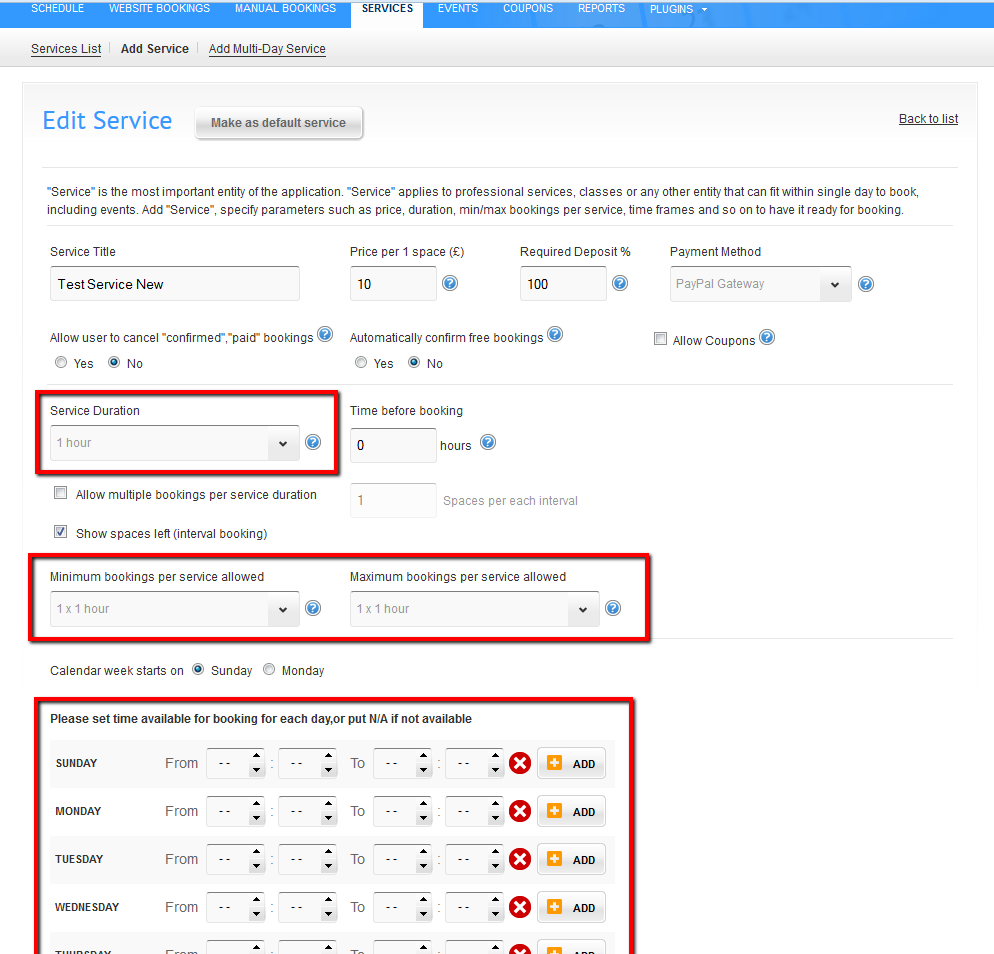 SCHEDULE WEBSITE BOOKINGS MANUAL BOOKINGS SERVICES EVENTS COUPONS REPORTS PLUGINS
Services List Add Service Add Multi-Day Service
Edit Service Make as default service Back to list
"Service" is the most important entity of the application. "Service" applies to professional services, classes or any other entity that can fit within single day to book,
including events. Add "Service", specify parameters such as price, duration, min/max bookings per service, time frames and so on to have it ready for booking.
Service Title Price per 1 space (£) Required Deposit % Payment Method
Test Service New 10 ? 100 ? PayPal Gateway ?
Allow user to cancel "confirmed","paid" bookings ? Automatically confirm free bookings ? Allow Coupons ?
Yes No Yes No
Service Duration Time before booking
1 hour ? 0 hours ?
Allow multiple bookings per service duration 1 Spaces per each interval
Show spaces left (interval booking)
Minimum bookings per service allowed Maximum bookings per service allowed
1 x 1 hour ? 1 x 1 hour ?
Calendar week starts on Sunday Monday
Please set time available for booking for each day,or put N/A if not available
SUNDAY From -- : -- To -- : -- ADD
MONDAY From -- : -- To -- : -- ADD
TUESDAY From -- : -- To -- : -- ADD
WEDNESDAY From -- : -- To -- : -- ADD
THURSDAY From To ADD